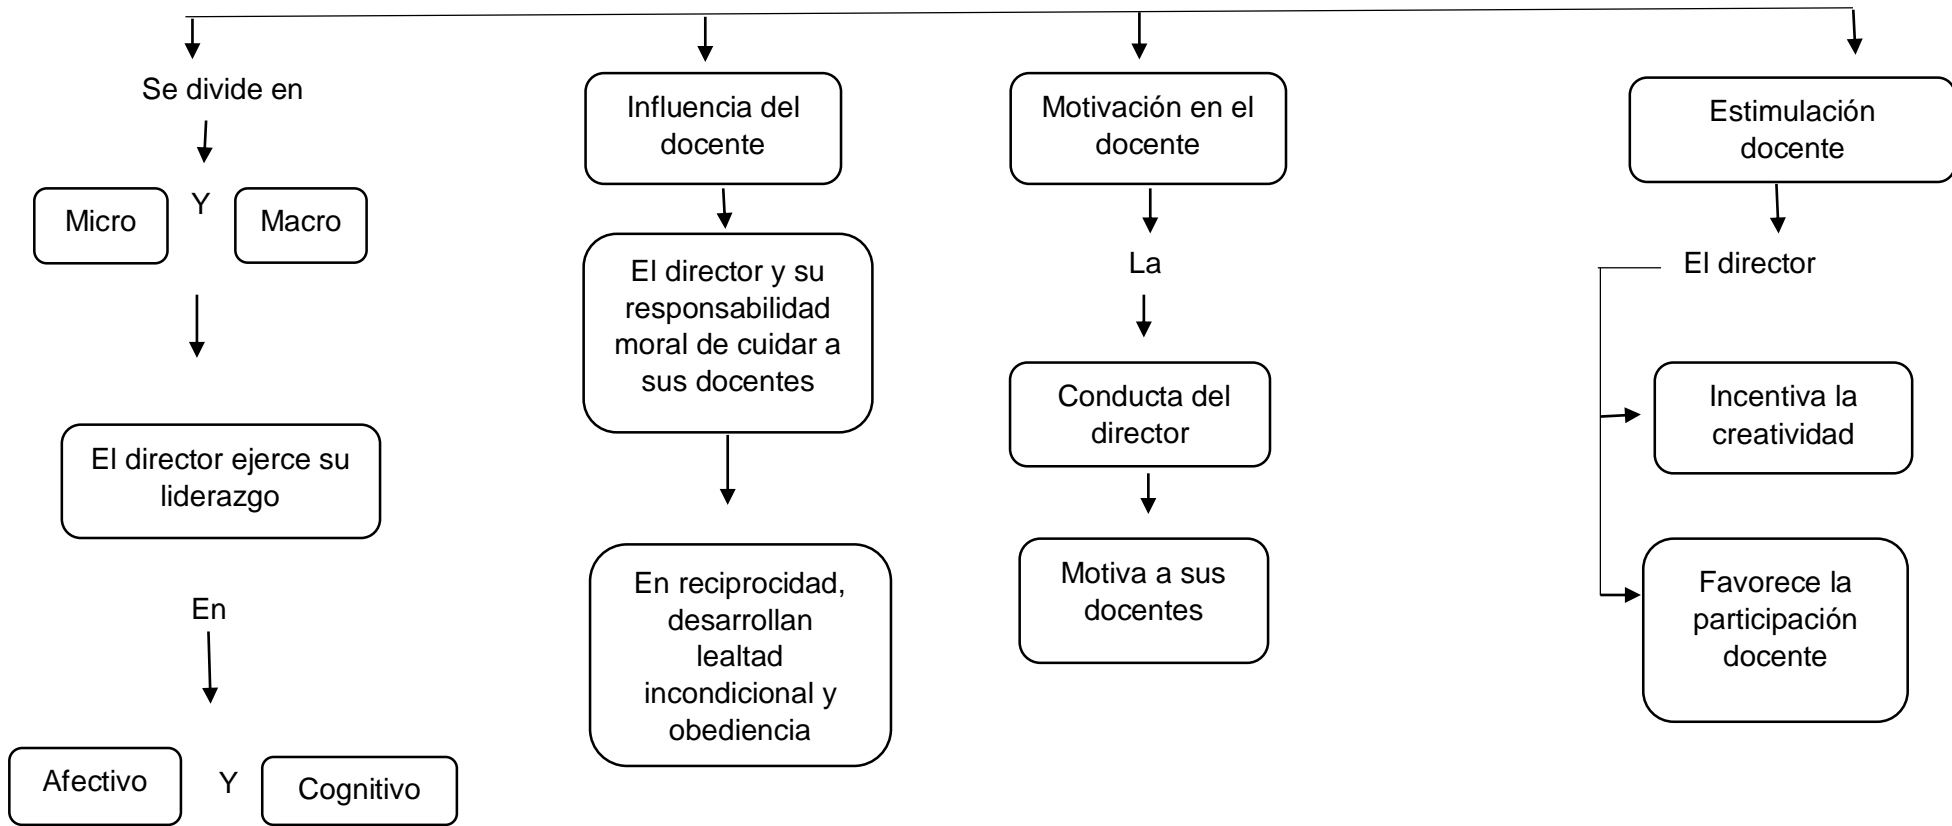 Se divide en
Micro
Y
Macro
El director ejerce su
liderazgo
En
Afectivo
Y
Cognitivo
Influencia del
docente
El director y su
responsabilidad
moral de cuidar a
sus docentes
En reciprocidad,
desarrollan
lealtad
incondicional y
obediencia
Motivación en el
docente
La
Conducta del
director
Motiva a sus
docentes
Estimulación
docente
El director
Incentiva la
creatividad
Favorece la
participación
docente